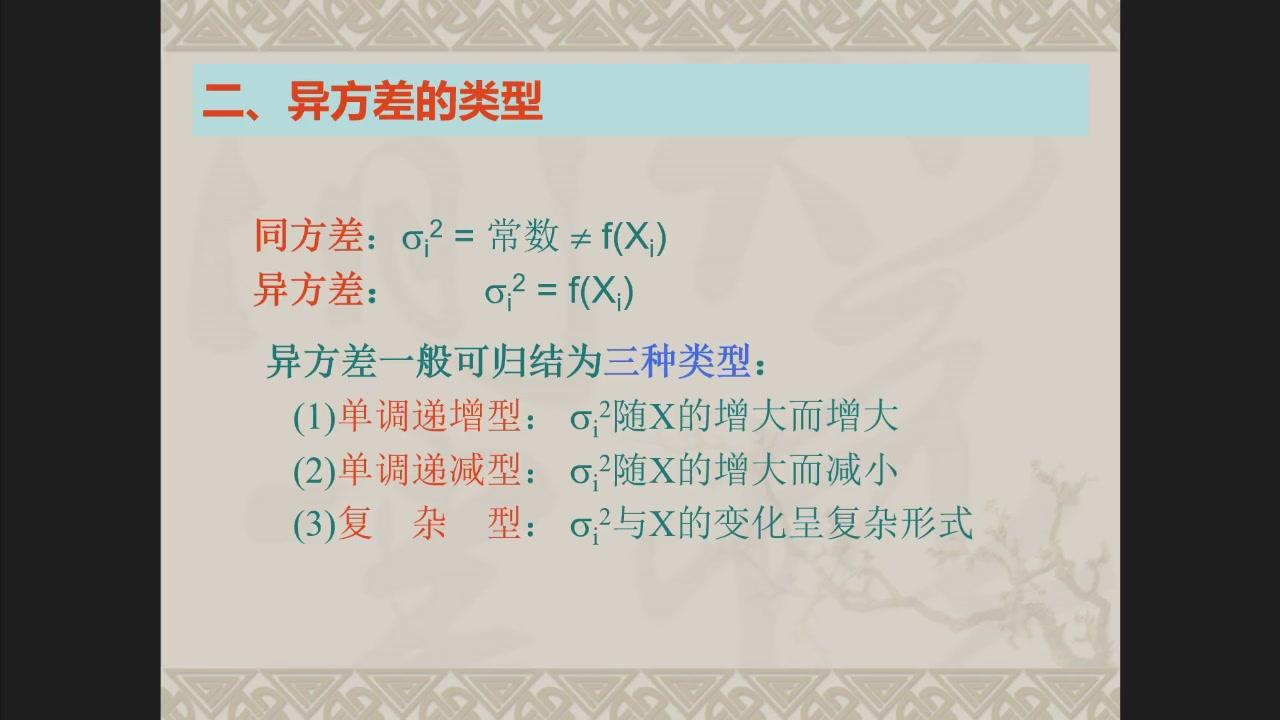 二、异方差的类型
同方差：σi² = 常数 ≠ f(Xi)
异方差： σi² = f(Xi)
异方差一般可归结为三种类型：
(1)单调递增型： σi²随X的增大而增大
(2)单调递减型： σi²随X的增大而减小
(3)复 杂 型： σi²与X的变化呈复杂形式